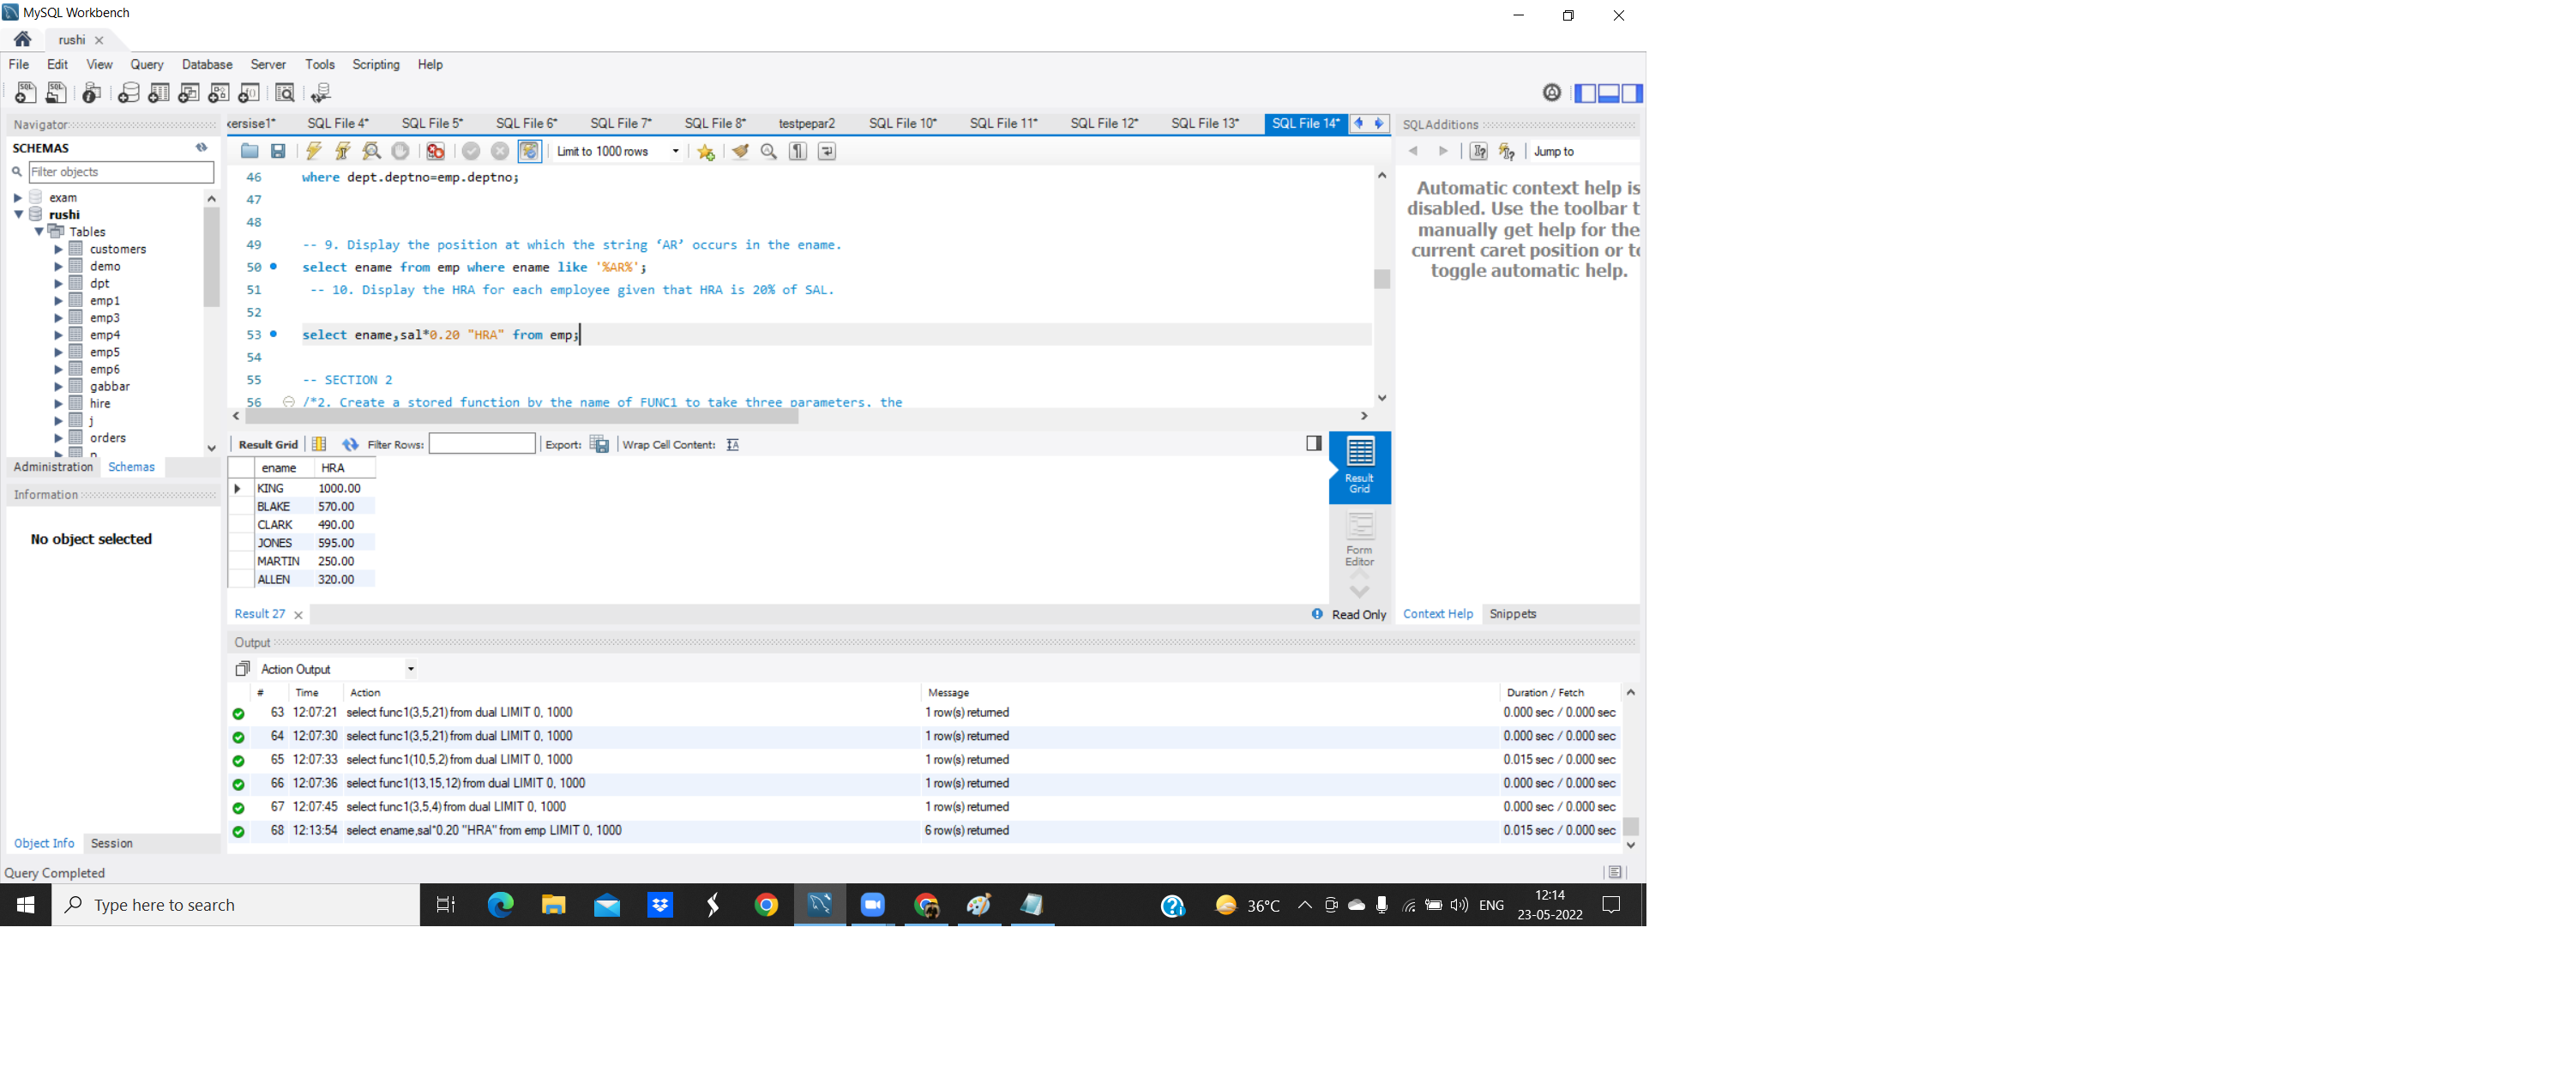 MySQL Workbench
rushi
File Edit View Query Database Server Tools Scripting Help
Navigator
SCHEMAS
Filter objects
exam
rushi
Tables
customers
demo
dpt
emp1
emp3
emp4
emp5
emp6
gabbar
hire
j
orders
Administration Schemas
Information
No object selected
Object Info Session
Query Completed
xersise1* SQL File 4* SQL File 5* SQL File 6* SQL File 7* SQL File 8* testpepar2 SQL File 10* SQL File 11* SQL File 12* SQL File 13* SQL File 14*
Limit to 1000 rows
46 where dept.deptno=emp.deptno;
47
48
49 -- 9. Display the position at which the string ‘AR’ occurs in the ename.
50 select ename from emp where ename like '%AR%';
51 -- 10. Display the HRA for each employee given that HRA is 20% of SAL.
52
53 select ename,sal*0.20 "HRA" from emp;
54
55 -- SECTION 2
56 /*2. Create a stored function by the name of FUNC1 to take three parameters, the
Result Grid Filter Rows: Export: Wrap Cell Content:
ename HRA
KING 1000.00
BLAKE 570.00
CLARK 490.00
JONES 595.00
MARTIN 250.00
ALLEN 320.00
Result Grid
Form Editor
Result 27
Read Only
SQLAdditions
Jump to
Automatic context help is
disabled. Use the toolbar t
manually get help for the
current caret position or to
toggle automatic help.
Context Help Snippets
Output
Action Output
# Time Action Message Duration / Fetch
63 12:07:21 select func1(3,5,21) from dual LIMIT 0, 1000 1 row(s) returned 0.000 sec / 0.000 sec
64 12:07:30 select func1(3,5,21) from dual LIMIT 0, 1000 1 row(s) returned 0.000 sec / 0.000 sec
65 12:07:33 select func1(10,5,2) from dual LIMIT 0, 1000 1 row(s) returned 0.015 sec / 0.000 sec
66 12:07:36 select func1(13,15,12) from dual LIMIT 0, 1000 1 row(s) returned 0.000 sec / 0.000 sec
67 12:07:45 select func1(3,5,4) from dual LIMIT 0, 1000 1 row(s) returned 0.000 sec / 0.000 sec
68 12:13:54 select ename,sal*0.20 "HRA" from emp LIMIT 0, 1000 6 row(s) returned 0.015 sec / 0.000 sec
Type here to search
36°C
ENG
12:14
23-05-2022